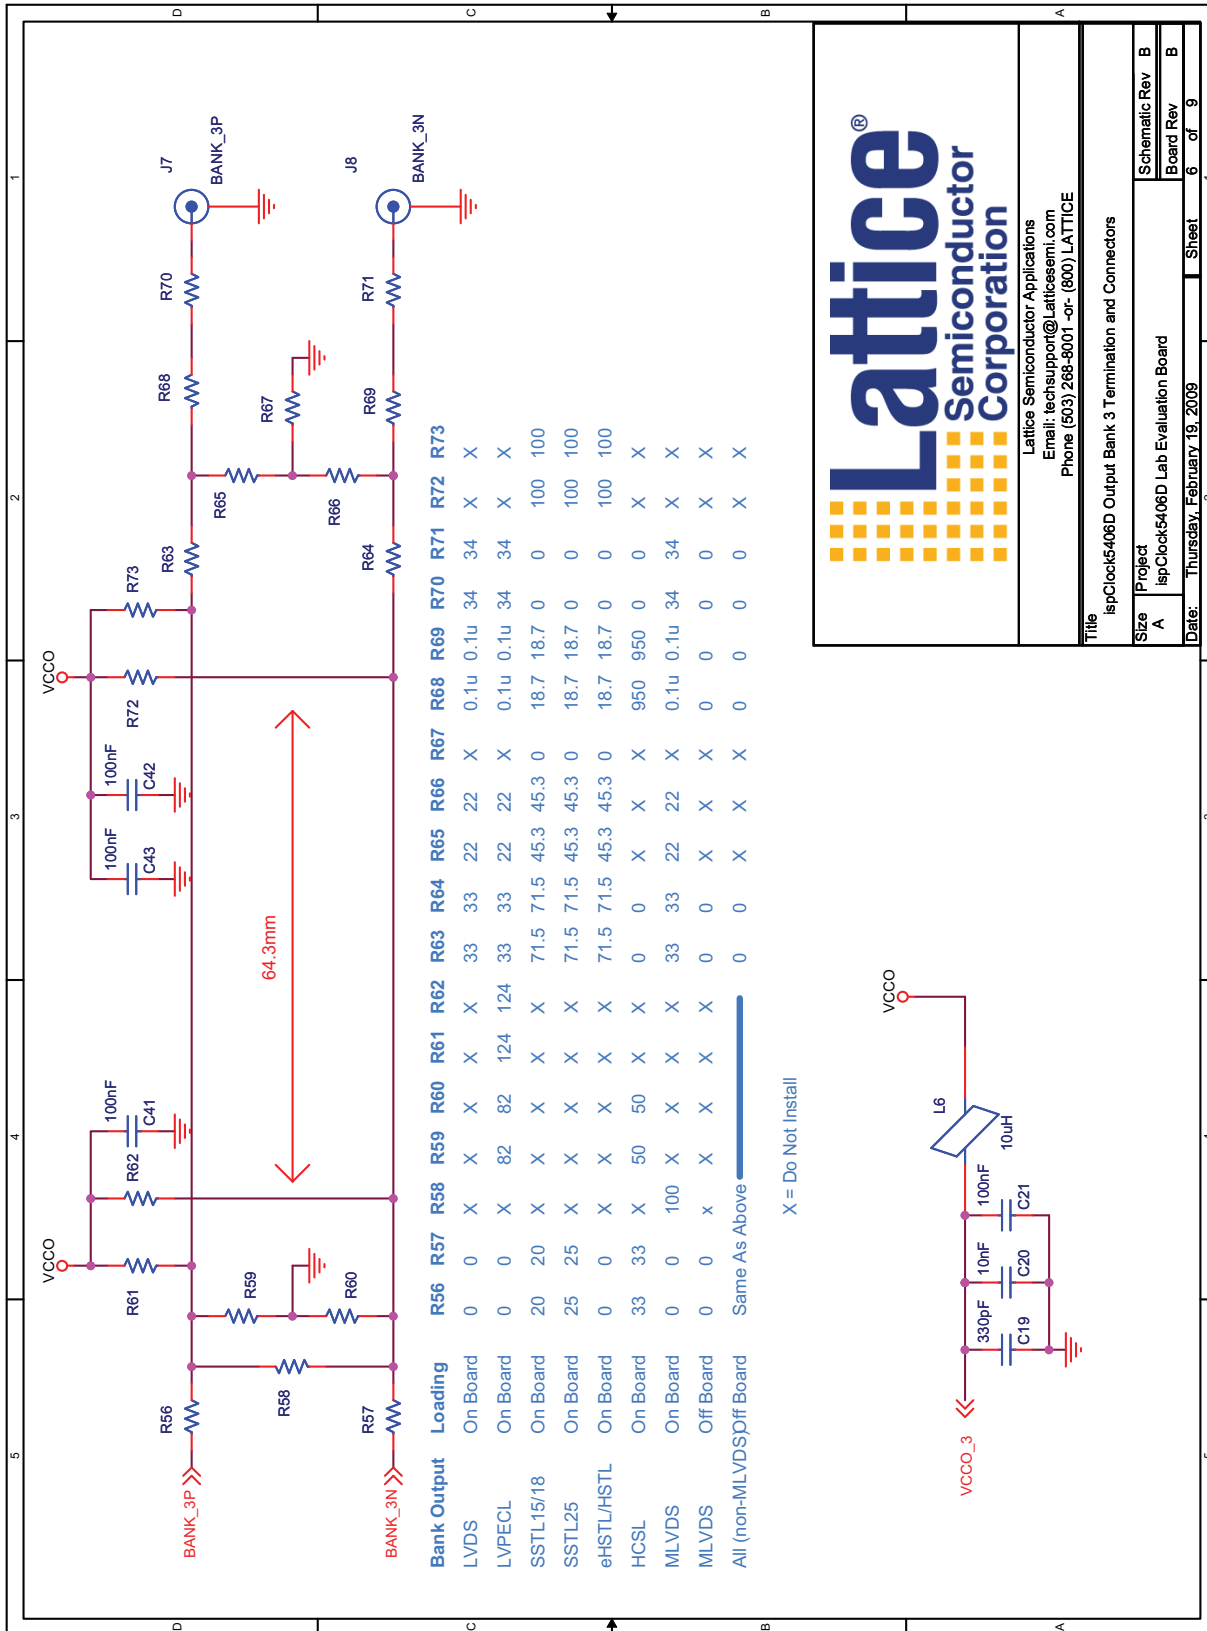 5
4
3
2
1
D
C
B
A
VCCO
VCCO
R61
R62
100nF
C41
100nF
C43
100nF
C42
R72
R73
64.3mm
BANK_3P
R56
R58
R59
R60
R57
BANK_3N
R63
R65
R66
R64
R68
R67
R69
R70
R71
J7
BANK_3P
J8
BANK_3N
Bank Output Loading R56 R57 R58 R59 R60 R61 R62 R63 R64 R65 R66 R67 R68 R69 R70 R71 R72 R73
LVDS On Board 0 0 X X X X X 33 33 22 22 X 0.1u 0.1u 34 34 X X
LVPECL On Board 0 0 X 82 82 124 124 33 33 22 22 X 0.1u 0.1u 34 34 X X
SSTL15/18 On Board 20 20 X X X X X 71.5 71.5 45.3 45.3 0 18.7 18.7 0 0 100 100
SSTL25 On Board 25 25 X X X X X 71.5 71.5 45.3 45.3 0 18.7 18.7 0 0 100 100
eHSTL/HSTL On Board 0 0 X X X X X 71.5 71.5 45.3 45.3 0 18.7 18.7 0 0 100 100
HCSL On Board 33 33 X 50 50 X X 0 0 X X X 950 950 0 0 X X
MLVDS On Board 0 0 100 X X X X 33 33 22 22 X 0.1u 0.1u 34 34 X X
MLVDS Off Board 0 0 x X X X X 0 0 X X X 0 0 0 0 X X
All (non-MLVDS) Off Board Same As Above 0 0 X X X 0 0 0 0 X X
X = Do Not Install
VCCO_3
330pF
C19
10nF
C20
100nF
C21
L6
10uH
VCCO
Lattice®
Semiconductor
Corporation
Lattice Semiconductor Applications
Email: techsupport@Latticesemi.com
Phone (503) 268-8001 -or- (800) LATTICE
Title
ispClock5406D Output Bank 3 Termination and Connectors
Size
A
Project
ispClock5406D Lab Evaluation Board
Schematic Rev B
Board Rev B
Date: Thursday, February 19, 2009 Sheet 6 of 9
D
C
B
A